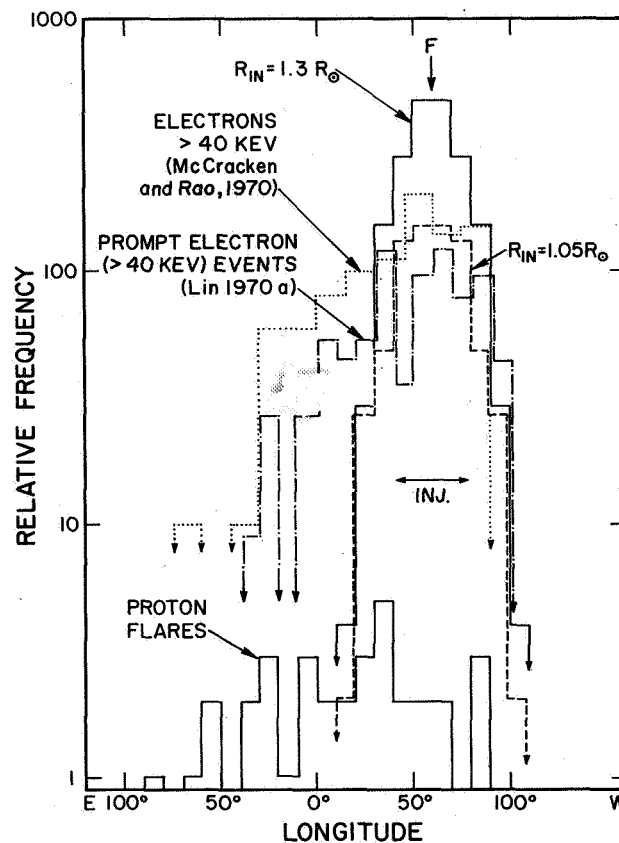 1000
F
R_IN = 1.3 R_⊙
ELECTRONS
> 40 KEV
(McCracken
and Rao, 1970)
PROMPT ELECTRON
(> 40 KEV) EVENTS
(Lin 1970 a)
R_IN = 1.05 R_⊙
100
RELATIVE FREQUENCY
INJ.
10
PROTON
FLARES
1
E 100° 50° 0° 50° 100° W
LONGITUDE